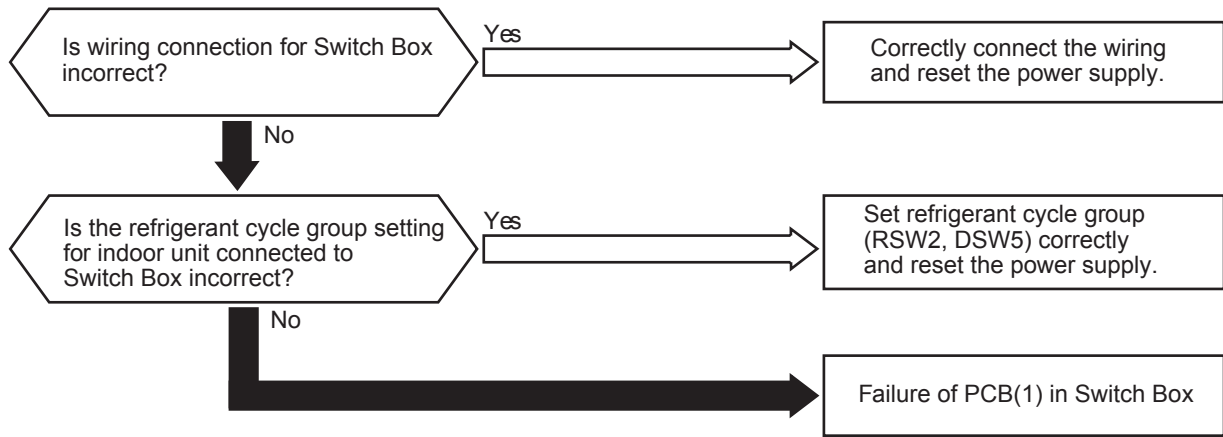 Is wiring connection for Switch Box
incorrect?
Yes
Correctly connect the wiring
and reset the power supply.
No
Is the refrigerant cycle group setting
for indoor unit connected to
Switch Box incorrect?
Yes
Set refrigerant cycle group
(RSW2, DSW5) correctly
and reset the power supply.
No
Failure of PCB(1) in Switch Box